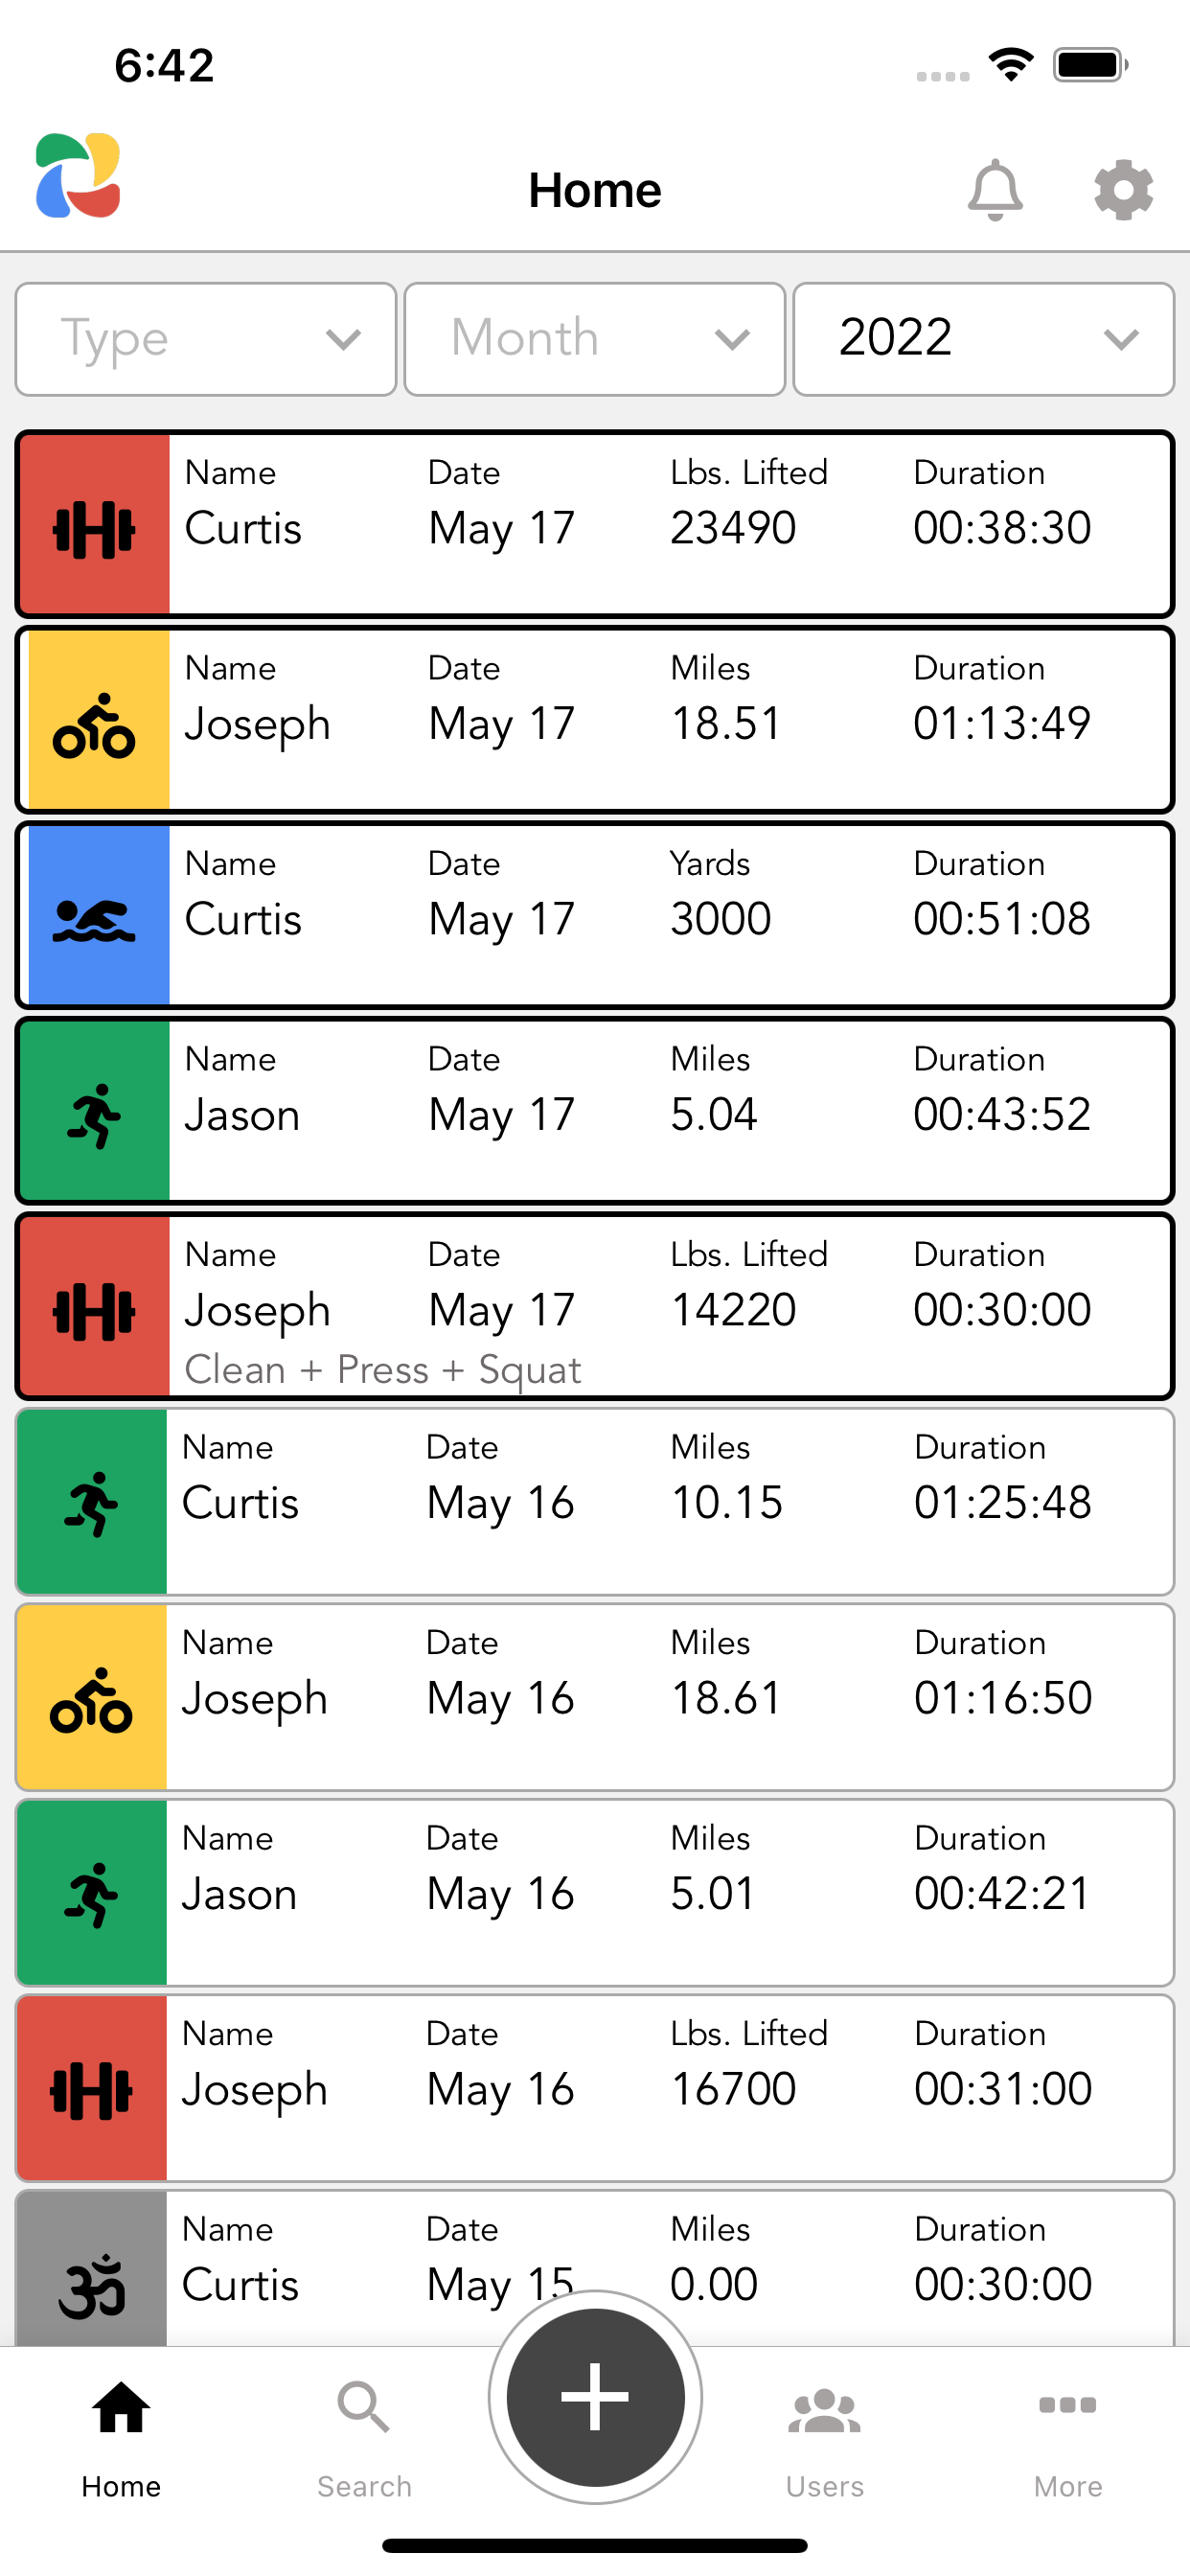 6:42
Home
Type Month 2022
Name Date Lbs. Lifted Duration
Curtis May 17 23490 00:38:30
Name Date Miles Duration
Joseph May 17 18.51 01:13:49
Name Date Yards Duration
Curtis May 17 3000 00:51:08
Name Date Miles Duration
Jason May 17 5.04 00:43:52
Name Date Lbs. Lifted Duration
Joseph May 17 14220 00:30:00
Clean + Press + Squat
Name Date Miles Duration
Curtis May 16 10.15 01:25:48
Name Date Miles Duration
Joseph May 16 18.61 01:16:50
Name Date Miles Duration
Jason May 16 5.01 00:42:21
Name Date Lbs. Lifted Duration
Joseph May 16 16700 00:31:00
Name Date Miles Duration
Curtis May 15 0.00 00:30:00
Home Search Users More